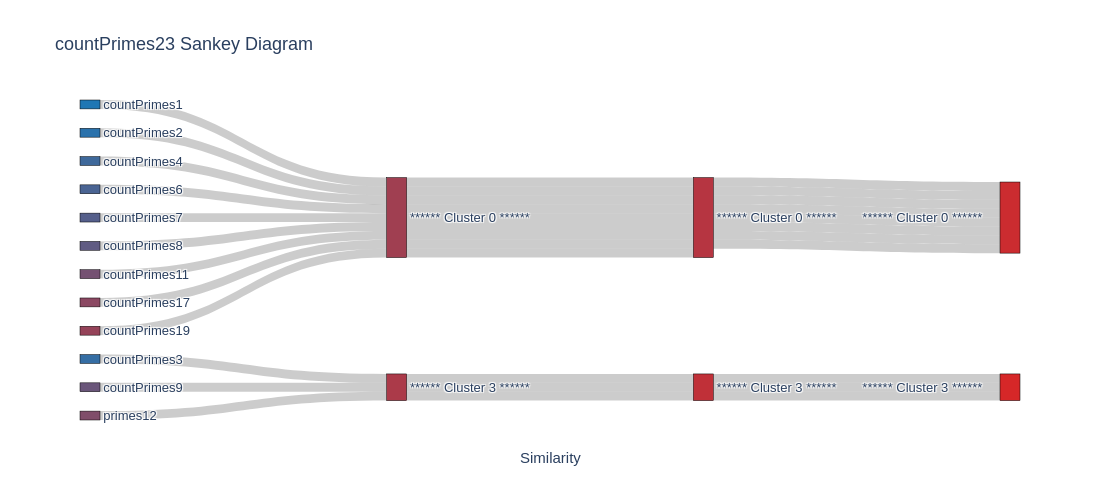 countPrimes23 Sankey Diagram
countPrimes1
countPrimes2
countPrimes4
countPrimes6
countPrimes7
****** Cluster 0 ******
****** Cluster 0 ******
****** Cluster 0 ******
countPrimes8
countPrimes11
countPrimes17
countPrimes19
countPrimes3
countPrimes9
****** Cluster 3 ******
****** Cluster 3 ******
****** Cluster 3 ******
primes12
Similarity